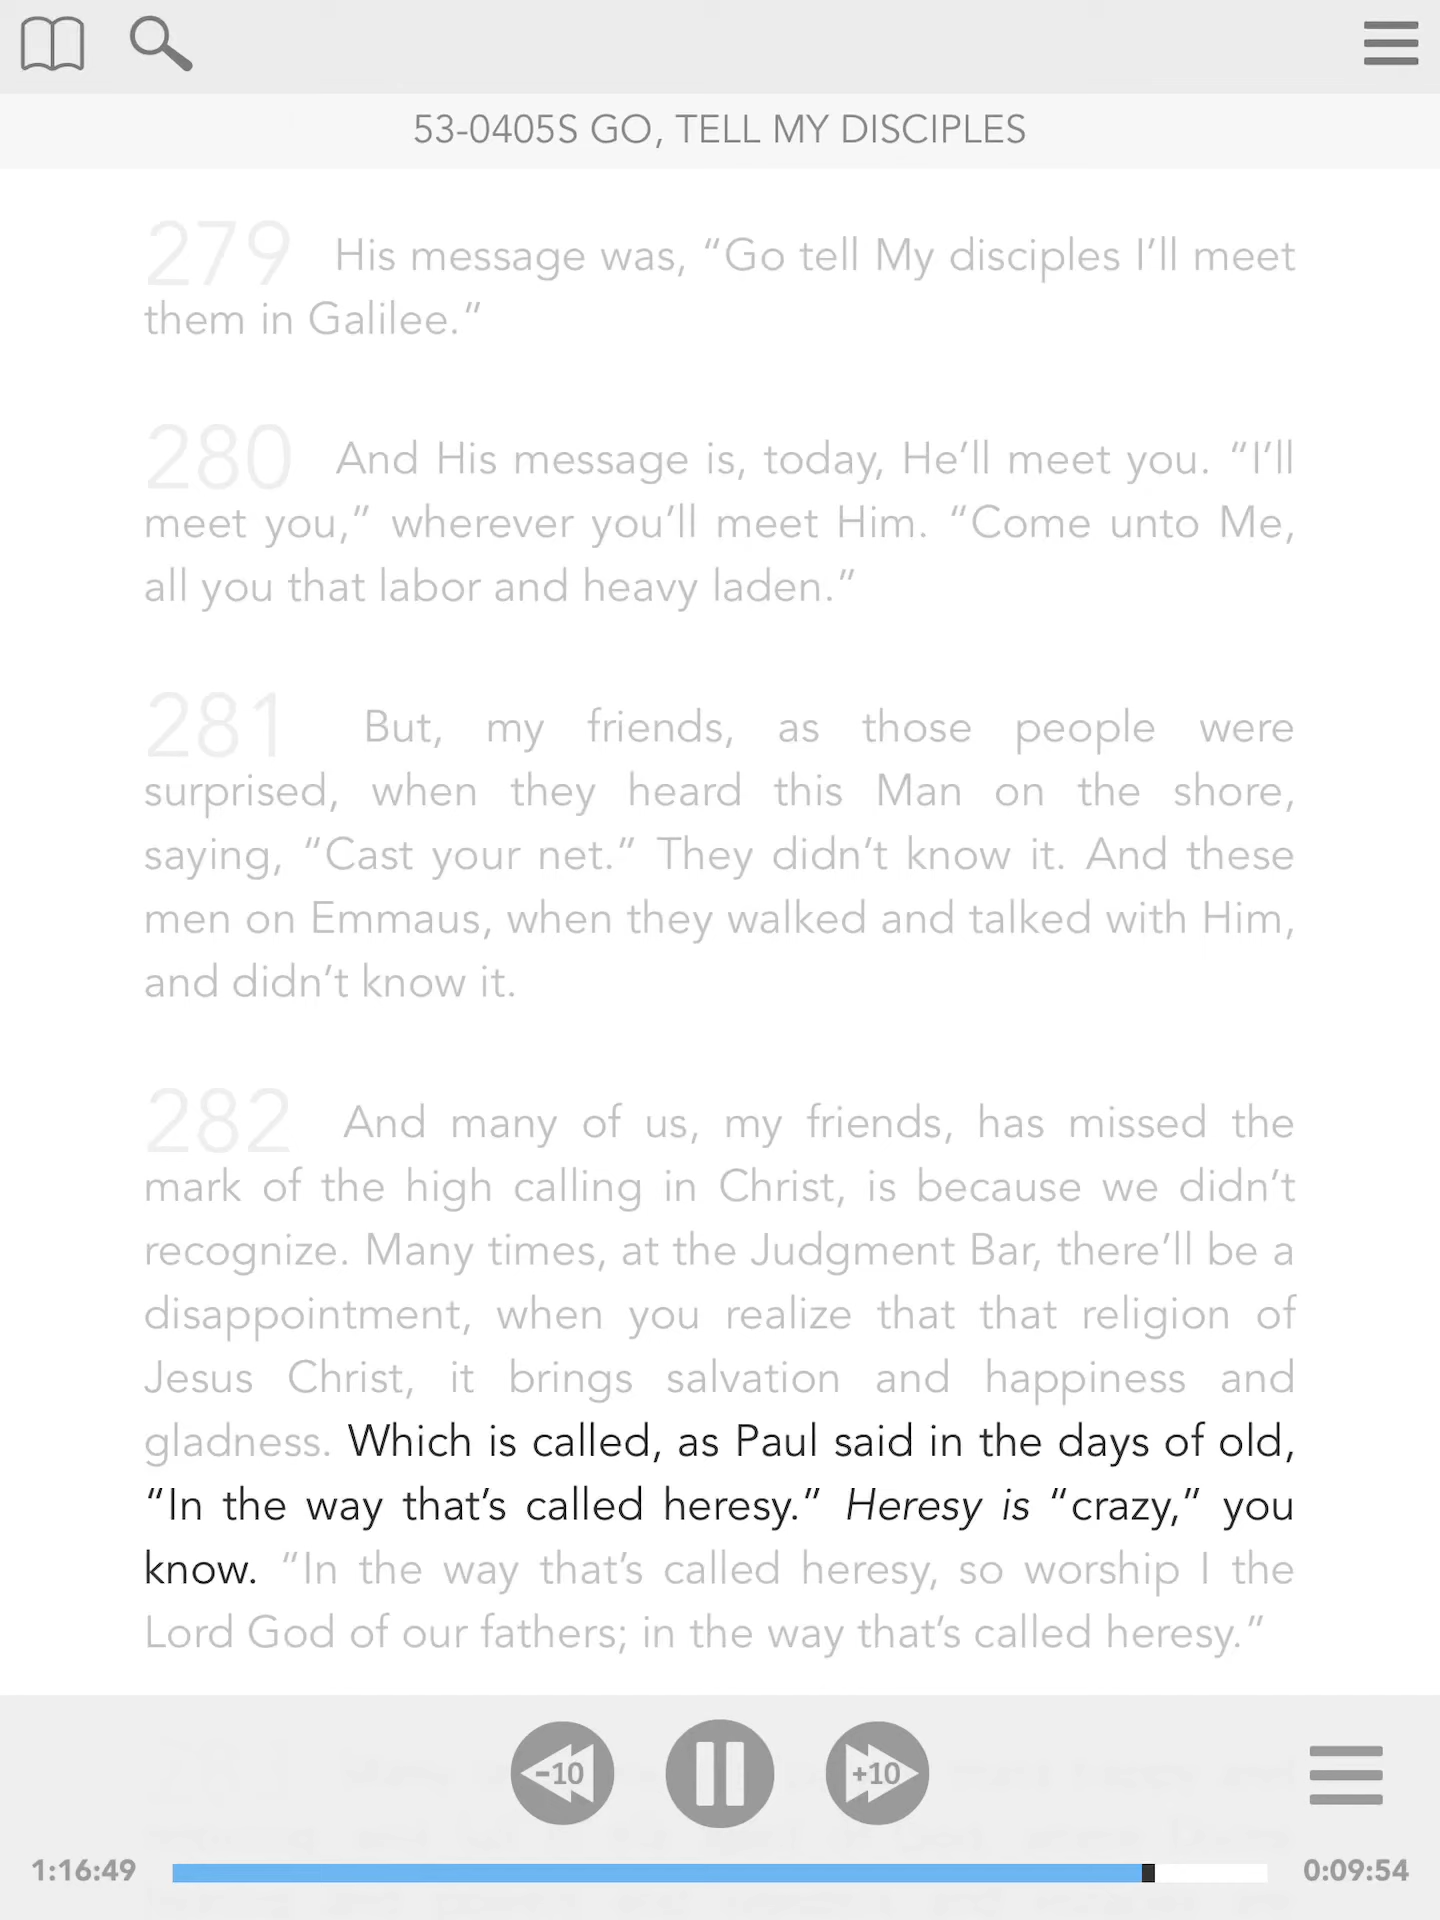 53-0405S GO, TELL MY DISCIPLES
279 His message was, “Go tell My disciples I’ll meet
them in Galilee.”
280 And His message is, today, He’ll meet you. “I’ll
meet you,” wherever you’ll meet Him. “Come unto Me,
all you that labor and heavy laden.”
281 But, my friends, as those people were
surprised, when they heard this Man on the shore,
saying, “Cast your net.” They didn’t know it. And these
men on Emmaus, when they walked and talked with Him,
and didn’t know it.
282 And many of us, my friends, has missed the
mark of the high calling in Christ, is because we didn’t
recognize. Many times, at the Judgment Bar, there’ll be a
disappointment, when you realize that that religion of
Jesus Christ, it brings salvation and happiness and
gladness. Which is called, as Paul said in the days of old,
“In the way that’s called heresy.” Heresy is “crazy,” you
know. “In the way that’s called heresy, so worship I the
Lord God of our fathers; in the way that’s called heresy.”
-10 +10
1:16:49 0:09:54